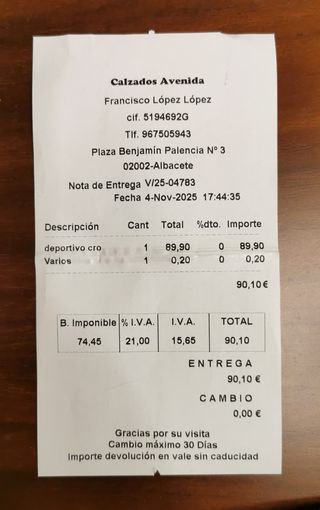 Calzados Avenida
Francisco López López
cif. 5194692G
Tlf. 967505943
Plaza Benjamín Palencia Nº 3
02002-Albacete
Nota de Entrega V/25-04783
Fecha 4-Nov-2025 17:44:35
Descripción Cant Total %dto. Importe
deportivo cro 1 89,90 0 89,90
Varios 1 0,20 0 0,20
90,10 €
B. Imponible % I.V.A. I.V.A. TOTAL
74,45 21,00 15,65 90,10
ENTREGA
90,10 €
CAMBIO
0,00 €
Gracias por su visita
Cambio máximo 30 Días
Importe devolución en vale sin caducidad